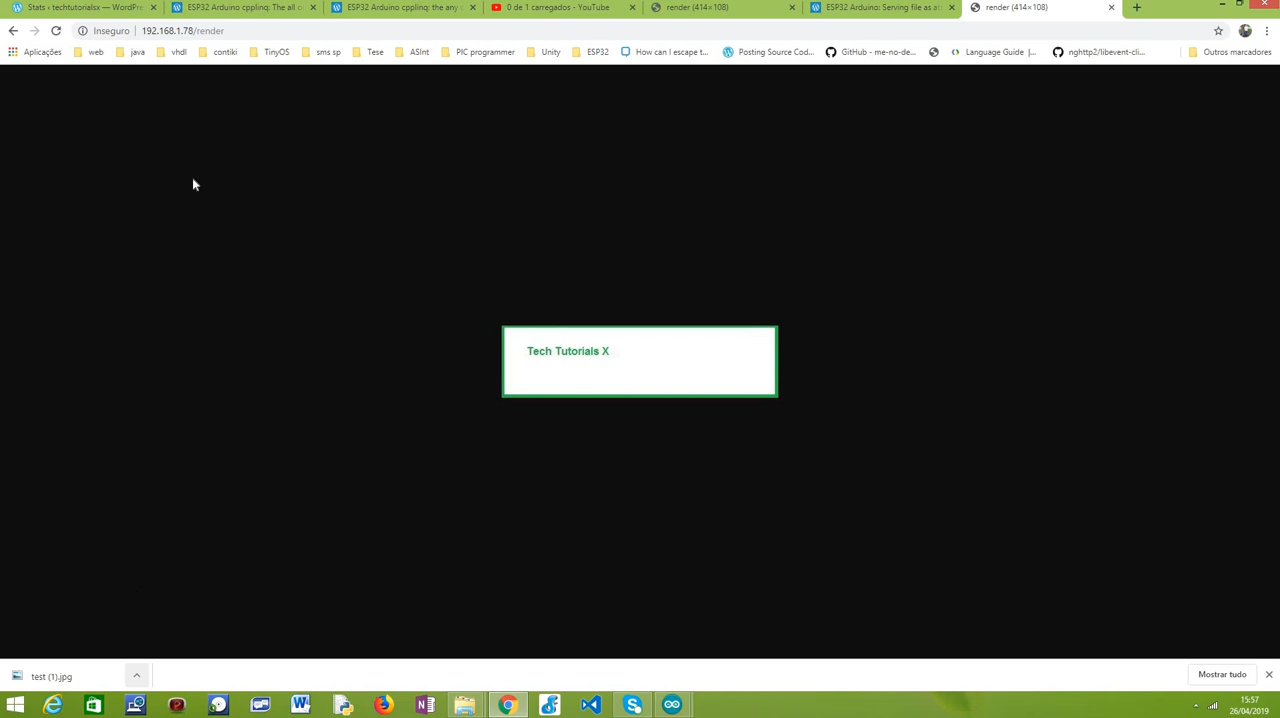 Stats ‹ techtutorialsx — WordPre
ESP32 Arduino cpplinq: The all o
ESP32 Arduino cpplinq: the any o
0 de 1 carregados - YouTube
render (414×108)
ESP32 Arduino: Serving file as at
render (414×108)
Inseguro 192.168.1.78/render
Aplicações web java vhdl contiki TinyOS sms sp Tese ASInt PIC programmer Unity ESP32 How can I escape t... Posting Source Cod... GitHub - me-no-de... Language Guide |... nghttp2/libevent-cli... Outros marcadores
Tech Tutorials X
test (1).jpg
Mostrar tudo
15:57
26/04/2019